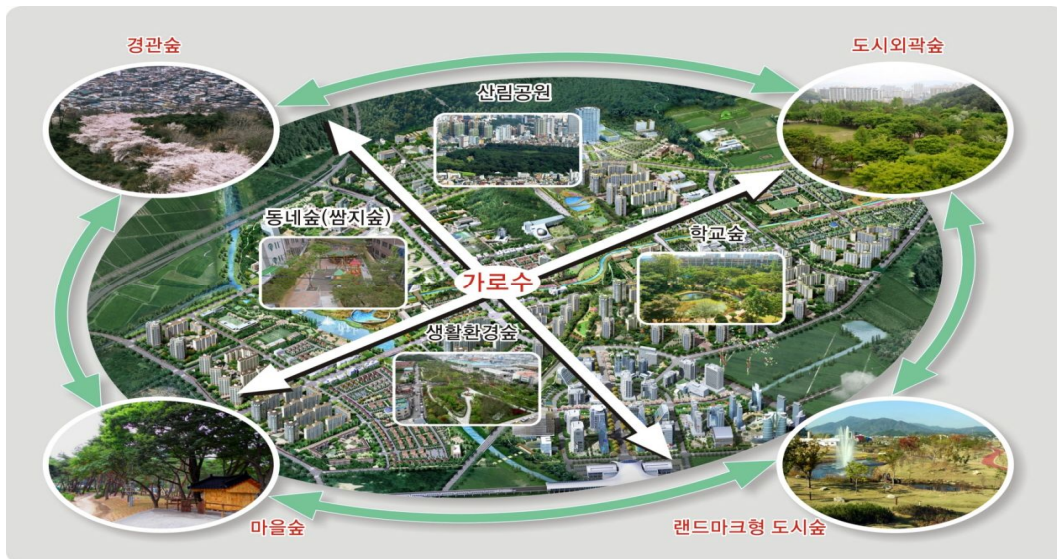 경관숲
도시외곽숲
산림공원
동네숲(쌈지숲)
학교숲
가로수
생활환경숲
마을숲
랜드마크형 도시숲